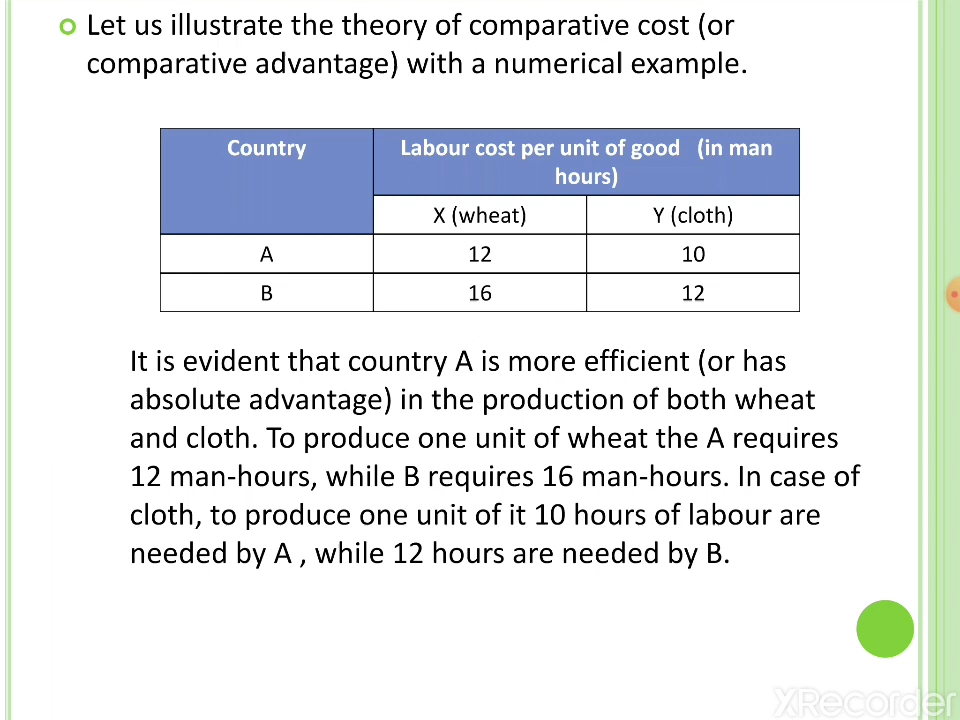 Let us illustrate the theory of comparative cost (or
comparative advantage) with a numerical example.
Country
Labour cost per unit of good (in man
hours)
X (wheat)
Y (cloth)
A
12
10
B
16
12
It is evident that country A is more efficient (or has
absolute advantage) in the production of both wheat
and cloth. To produce one unit of wheat the A requires
12 man-hours, while B requires 16 man-hours. In case of
cloth, to produce one unit of it 10 hours of labour are
needed by A , while 12 hours are needed by B.
XRecorder